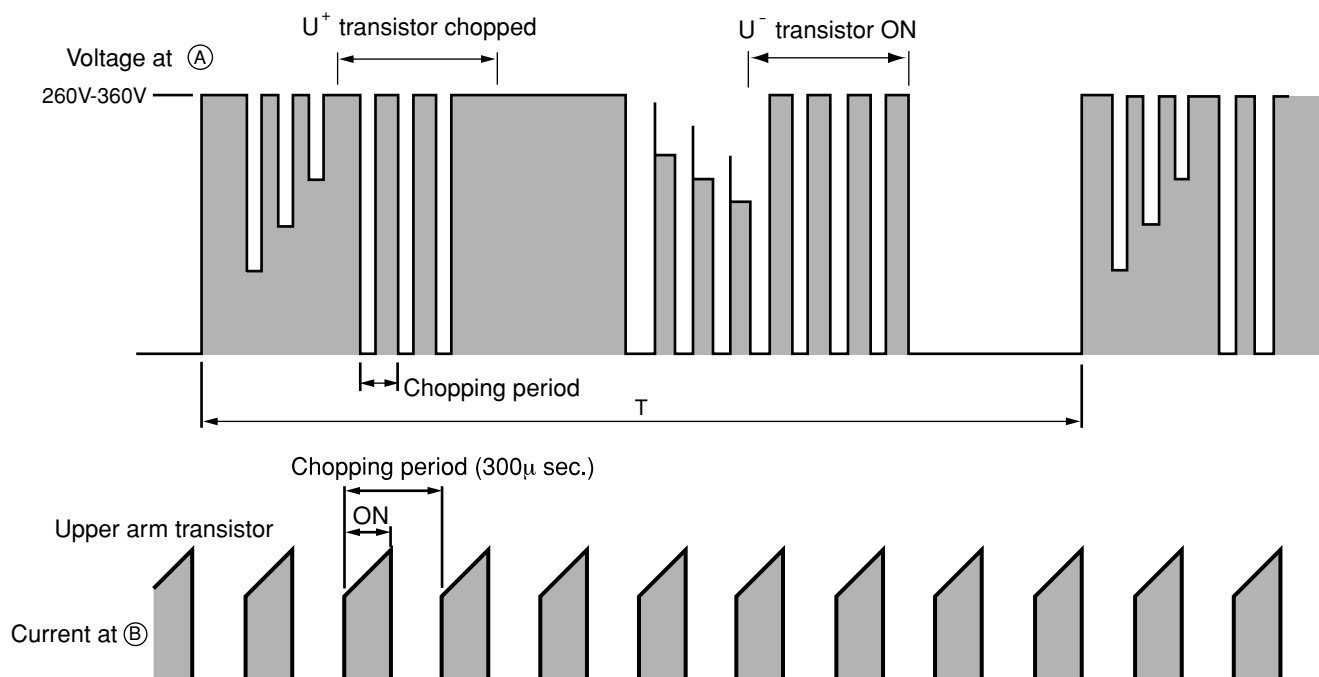 U⁺ transistor chopped
U⁻ transistor ON
Voltage at Ⓐ
260V-360V
Chopping period
T
Chopping period (300μ sec.)
ON
Upper arm transistor
Current at Ⓑ